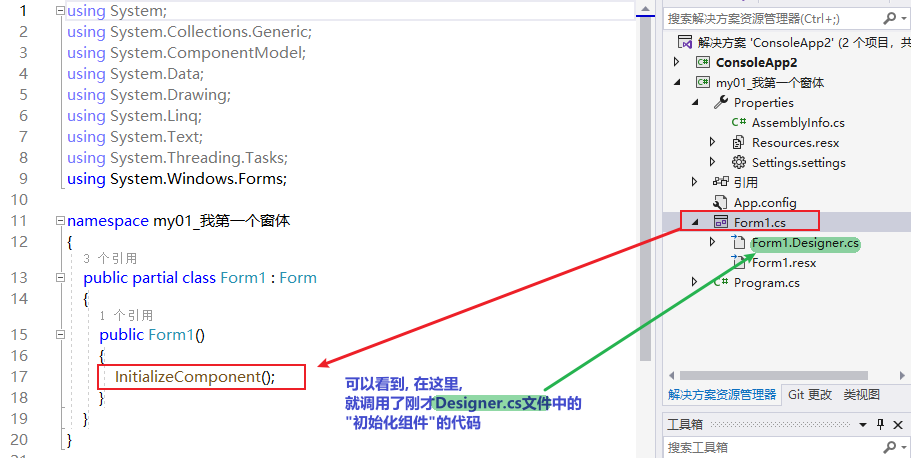 1 using System;
2 using System.Collections.Generic;
3 using System.ComponentModel;
4 using System.Data;
5 using System.Drawing;
6 using System.Linq;
7 using System.Text;
8 using System.Threading.Tasks;
9 using System.Windows.Forms;
10
11 namespace my01_我第一个窗体
12 {
3 个引用
13 public partial class Form1 : Form
14 {
1 个引用
15 public Form1()
16 {
17 InitializeComponent();
18 }
19 }
20 }
可以看到, 在这里,
就调用了刚才Designer.cs文件中的
"初始化组件"的代码
搜索解决方案资源管理器(Ctrl+;)
解决方案 'ConsoleApp2' (2 个项目, 共
C# ConsoleApp2
C# my01_我第一个窗体
Properties
C# AssemblyInfo.cs
Resources.resx
Settings.settings
引用
App.config
Form1.cs
Form1.Designer.cs
Form1.resx
C# Program.cs
解决方案资源管理器 Git 更改 类视图
工具箱
搜索工具箱